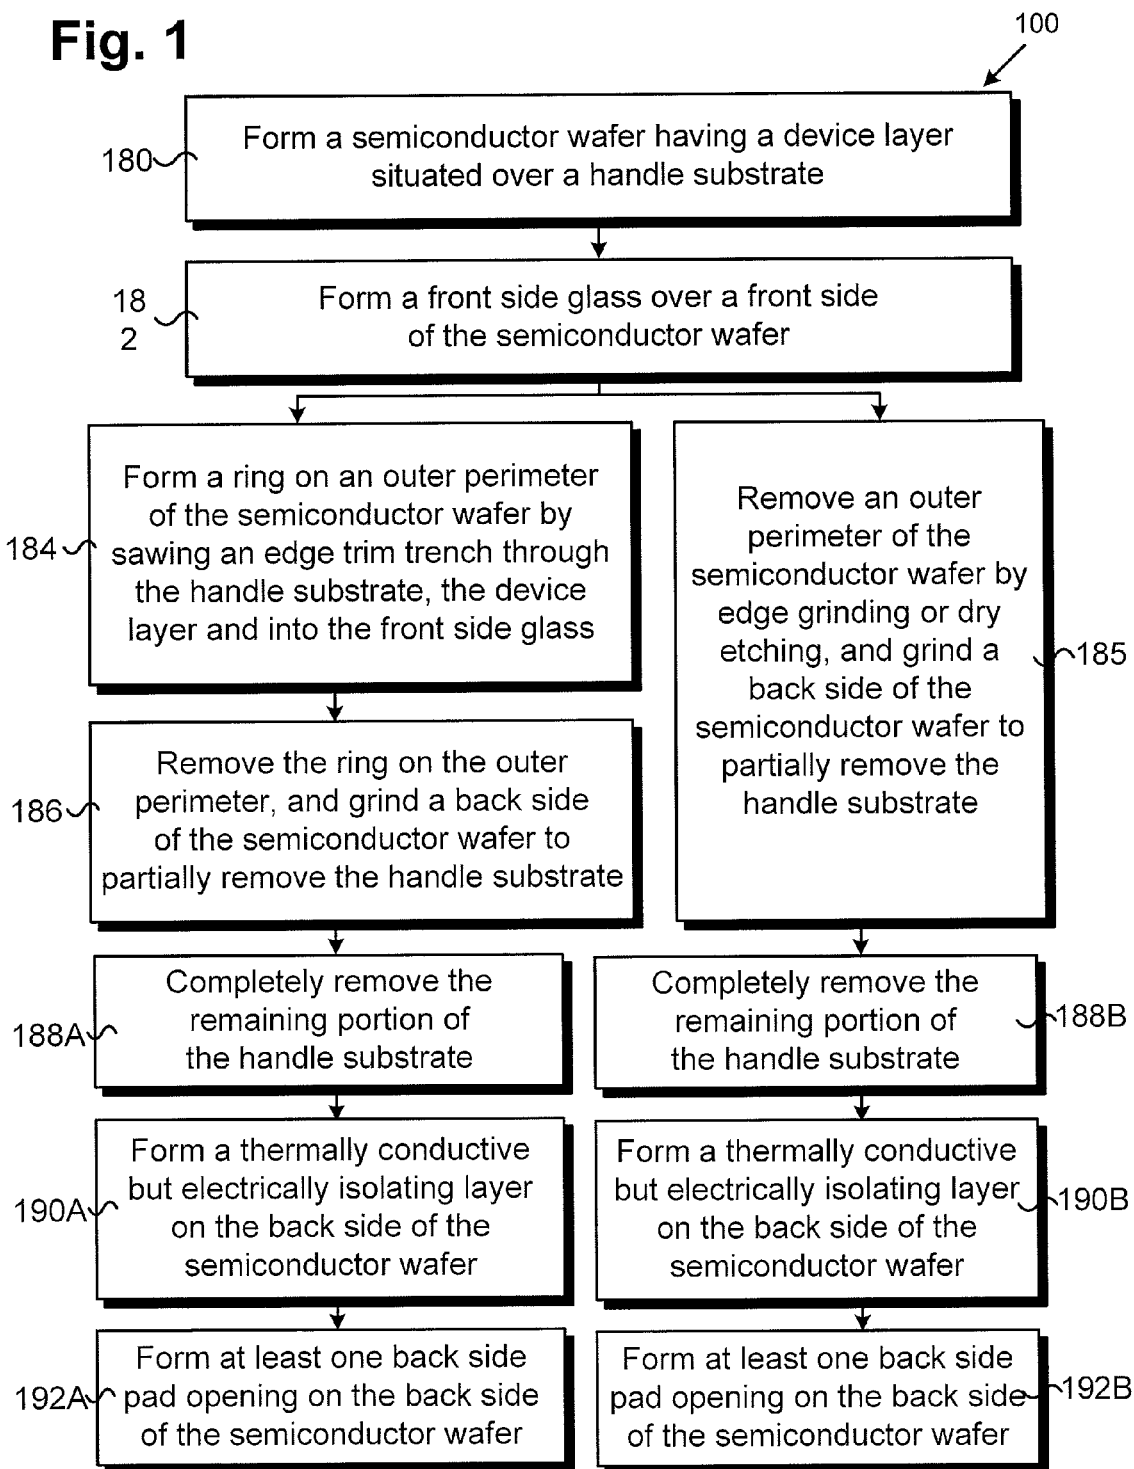 Fig. 1
100
180
Form a semiconductor wafer having a device layer
situated over a handle substrate
18
2
Form a front side glass over a front side
of the semiconductor wafer
184
Form a ring on an outer perimeter
of the semiconductor wafer by
sawing an edge trim trench through
the handle substrate, the device
layer and into the front side glass
186
Remove the ring on the outer
perimeter, and grind a back side
of the semiconductor wafer to
partially remove the handle substrate
188A
Completely remove the
remaining portion of
the handle substrate
190A
Form a thermally conductive
but electrically isolating layer
on the back side of the
semiconductor wafer
192A
Form at least one back side
pad opening on the back side
of the semiconductor wafer
Remove an outer
perimeter of the
semiconductor wafer by
edge grinding or dry
etching, and grind a
back side of the
semiconductor wafer to
partially remove the
handle substrate
185
Completely remove the
remaining portion of
the handle substrate
188B
Form a thermally conductive
but electrically isolating layer
on the back side of the
semiconductor wafer
190B
Form at least one back side
pad opening on the back side
of the semiconductor wafer
192B